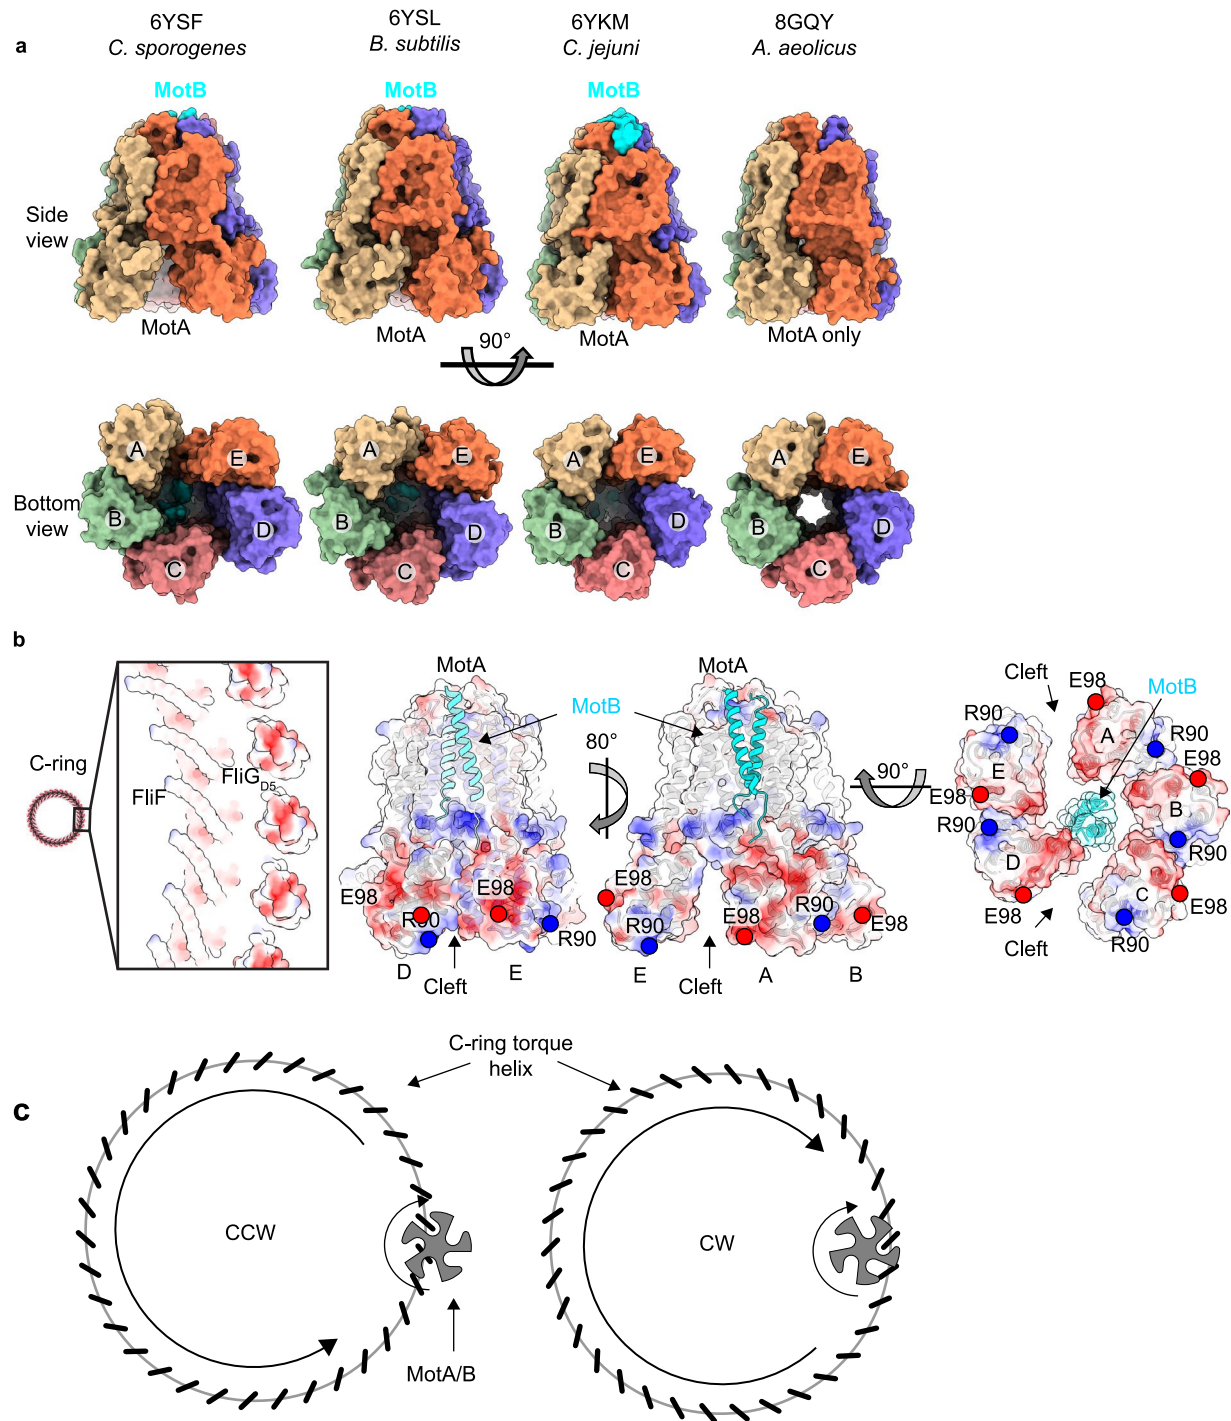 a
6YSF
C. sporogenes
6YSL
B. subtilis
6YKM
C. jejuni
8GQY
A. aeolicus
MotB
MotB
MotB
Side
view
MotA
MotA
MotA
MotA only
90°
Bottom
view
A
E
B
D
C
A
E
B
D
C
A
E
B
D
C
A
E
B
D
C
b
C-ring
FliF
FliG D5
MotA
MotB
E98
E98
R90
R90
D
E
Cleft
80°
MotA
E98
R90
E98
R90
E98
E
A
B
Cleft
90°
Cleft
E98
MotB
R90
A
R90
E98
E
E98
R90
B
D
R90
E98
C
E98
R90
Cleft
c
C-ring torque
helix
CCW
CW
MotA/B